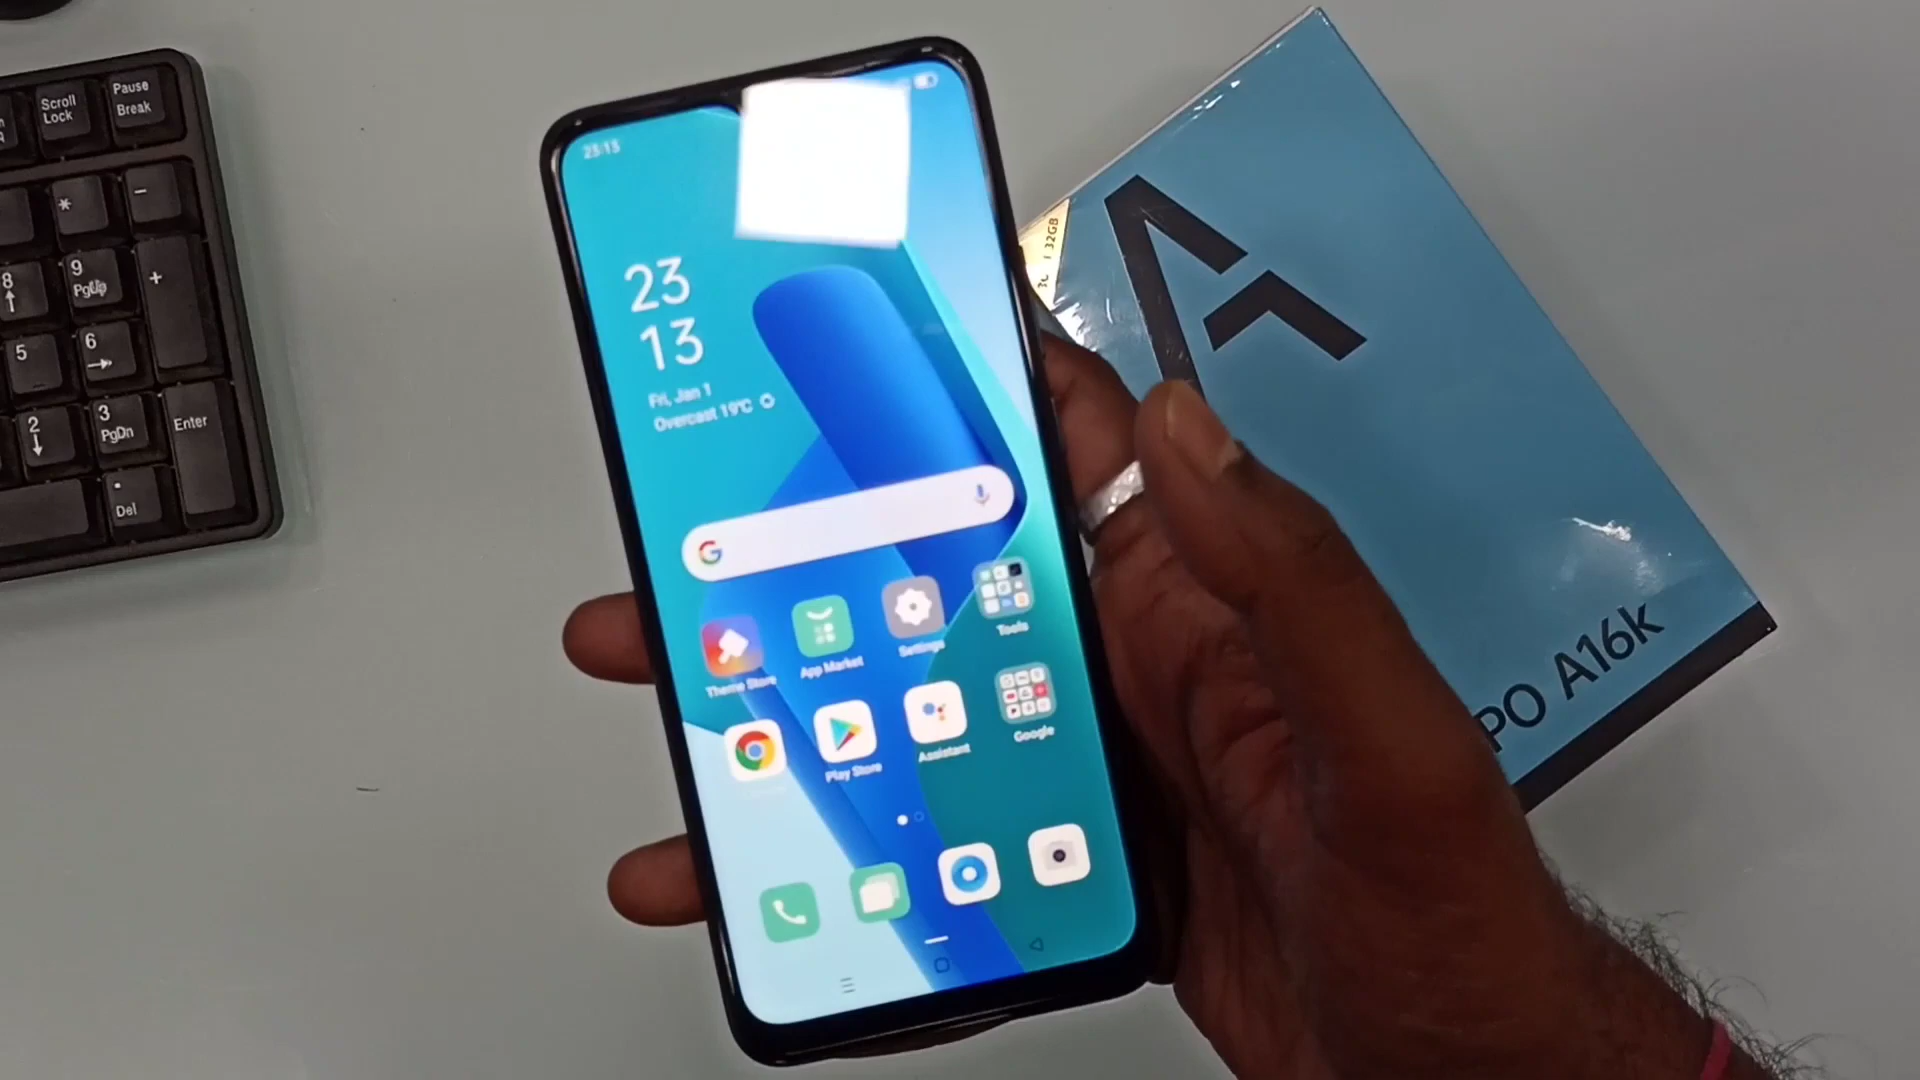 Scroll
Lock
Pause
Break
*
-
8
9
PgUp
+
5
6
2
3
PgDn
Enter
.
Del
23:13
23
13
Fri, Jan 1
Overcast 19°C
Theme Store
App Market
Settings
Tools
Play Store
Assistant
Google
32GB
A
PO A16k